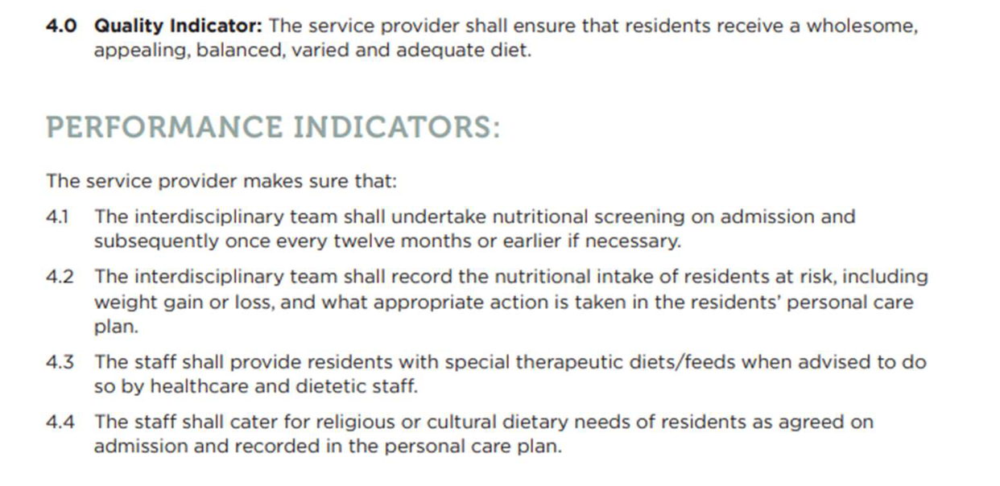 4.0 Quality Indicator: The service provider shall ensure that residents receive a wholesome,
appealing, balanced, varied and adequate diet.
PERFORMANCE INDICATORS:
The service provider makes sure that:
4.1 The interdisciplinary team shall undertake nutritional screening on admission and
subsequently once every twelve months or earlier if necessary.
4.2 The interdisciplinary team shall record the nutritional intake of residents at risk, including
weight gain or loss, and what appropriate action is taken in the residents’ personal care
plan.
4.3 The staff shall provide residents with special therapeutic diets/feeds when advised to do
so by healthcare and dietetic staff.
4.4 The staff shall cater for religious or cultural dietary needs of residents as agreed on
admission and recorded in the personal care plan.